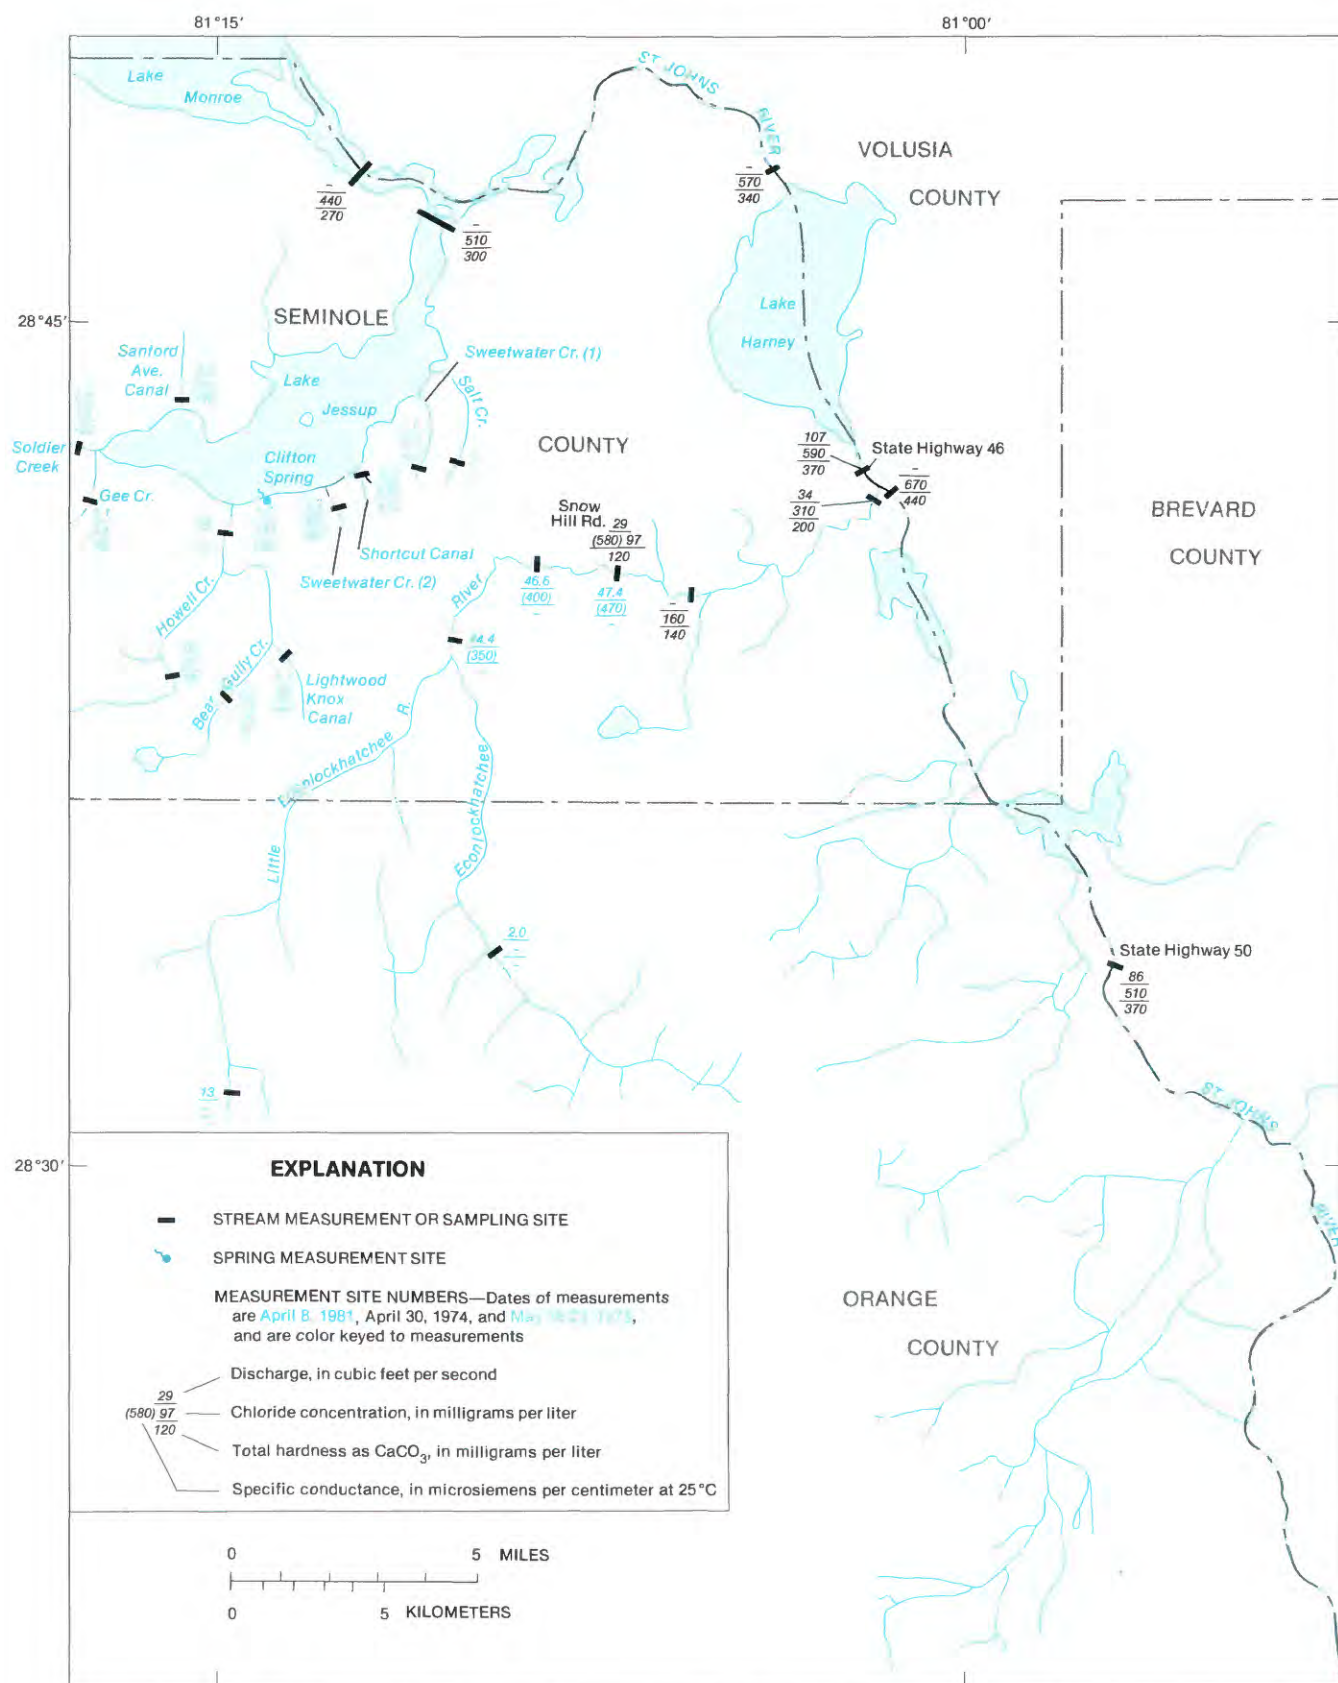 81°15'
81°00'
Lake
Monroe
ST JOHNS
RIVER
VOLUSIA
COUNTY
–
440
270
–
570
340
–
510
300
28°45'
SEMINOLE
Lake
Harney
Sanford
Ave.
Canal
Lake
Jessup
Sweetwater Cr. (1)
Salt Cr.
Soldier
Creek
Clifton
Spring
COUNTY
107
590
370
State Highway 46
–
670
440
34
310
200
Gee Cr.
Snow
Hill Rd.
29
(580) 97
120
BREVARD
COUNTY
Shortcut Canal
Sweetwater Cr. (2)
Howell Cr.
River
46.6
(400)
–
47.4
(470)
–
–
160
140
44.4
(350)
Bear Gully Cr.
Lightwood
Knox
Canal
R.
Econlockhatchee
Little
Econlockhatchee
2.0
–
–
State Highway 50
86
510
370
13
ST JOHNS
RIVER
28°30'
EXPLANATION
STREAM MEASUREMENT OR SAMPLING SITE
SPRING MEASUREMENT SITE
MEASUREMENT SITE NUMBERS—Dates of measurements
are April 8, 1981, April 30, 1974, and May 1973,
and are color keyed to measurements
Discharge, in cubic feet per second
29
(580) 97
120
Chloride concentration, in milligrams per liter
Total hardness as CaCO₃, in milligrams per liter
Specific conductance, in microsiemens per centimeter at 25°C
ORANGE
COUNTY
0 5 MILES
0 5 KILOMETERS